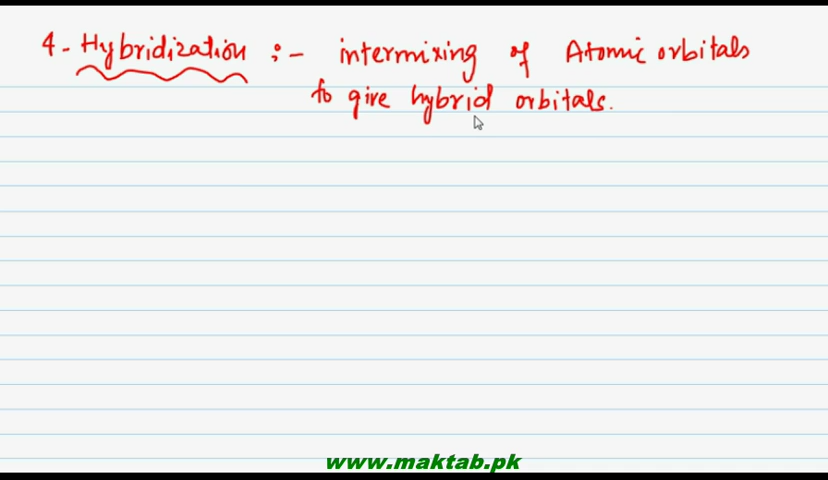 4- Hybridization :- intermixing of Atomic orbitals
to give hybrid orbitals.
www.maktab.pk